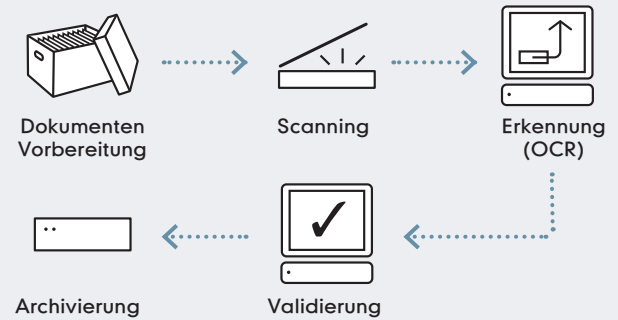 Dokumenten
Vorbereitung
Scanning
Erkennung
(OCR)
Validierung
Archivierung